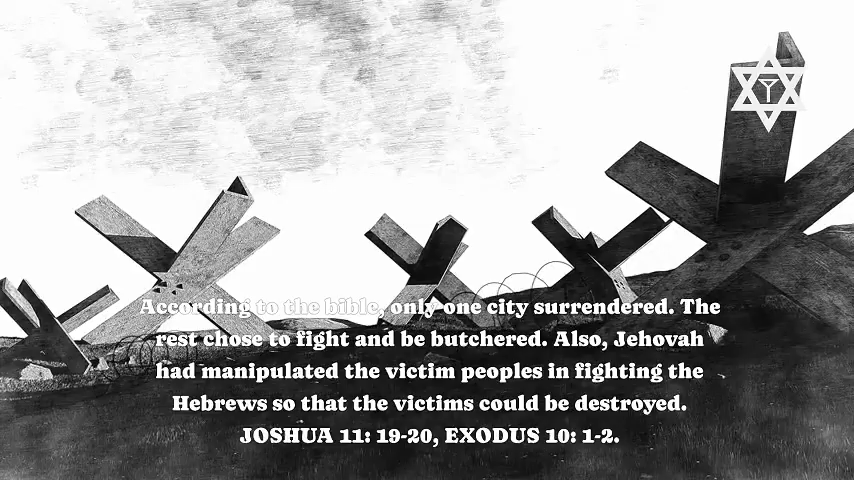 According to the bible, only one city surrendered. The
rest chose to fight and be butchered. Also, Jehovah
had manipulated the victim peoples in fighting the
Hebrews so that the victims could be destroyed.
JOSHUA 11: 19-20, EXODUS 10: 1-2.